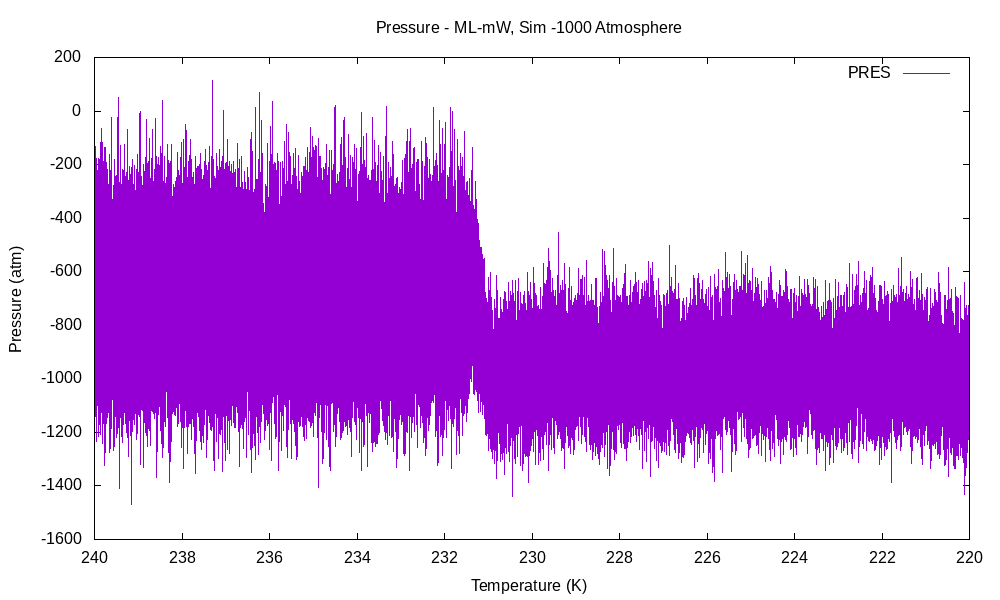 Pressure - ML-mW, Sim -1000 Atmosphere
PRES
200
0
-200
-400
-600
-800
-1000
-1200
-1400
-1600
Pressure (atm)
240 238 236 234 232 230 228 226 224 222 220
Temperature (K)